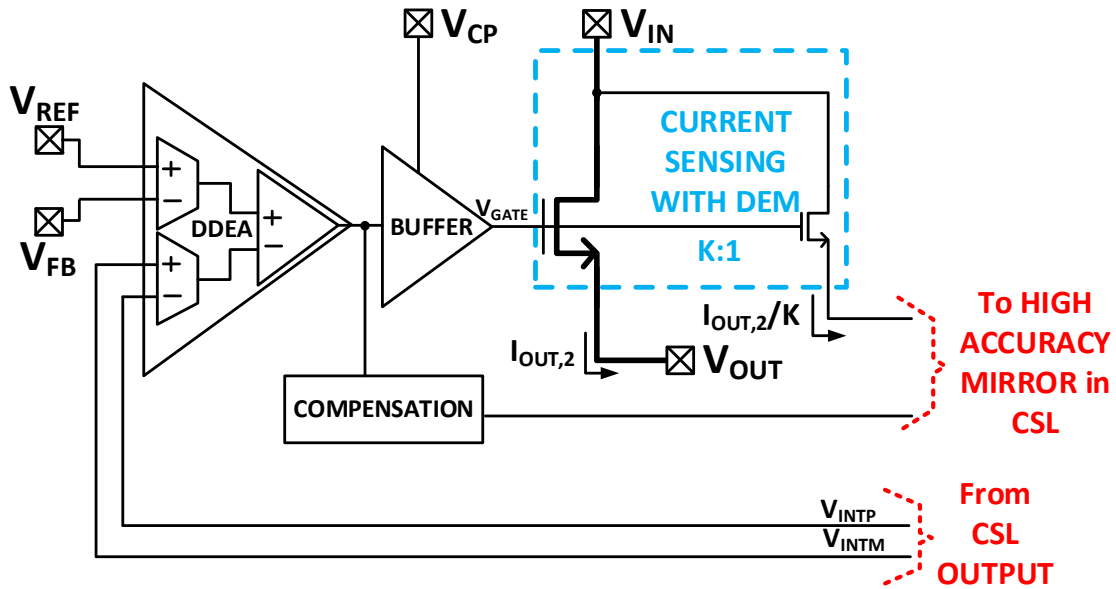 VCP
VIN
VREF
CURRENT
SENSING
WITH DEM
K:1
+
−
DDEA
+
−
BUFFER
VGATE
VFB
+
−
IOUT,2/K
IOUT,2
VOUT
To HIGH
ACCURACY
MIRROR in
CSL
COMPENSATION
VINTP
VINTM
From
CSL
OUTPUT